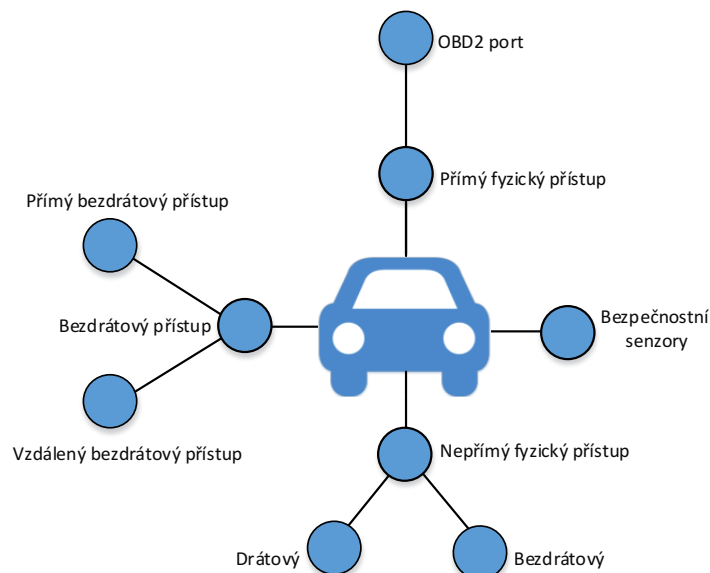 OBD2 port
Přímý fyzický přístup
Přímý bezdrátový přístup
Bezdrátový přístup
Bezpečnostní
senzory
Vzdálený bezdrátový přístup
Nepřímý fyzický přístup
Drátový
Bezdrátový